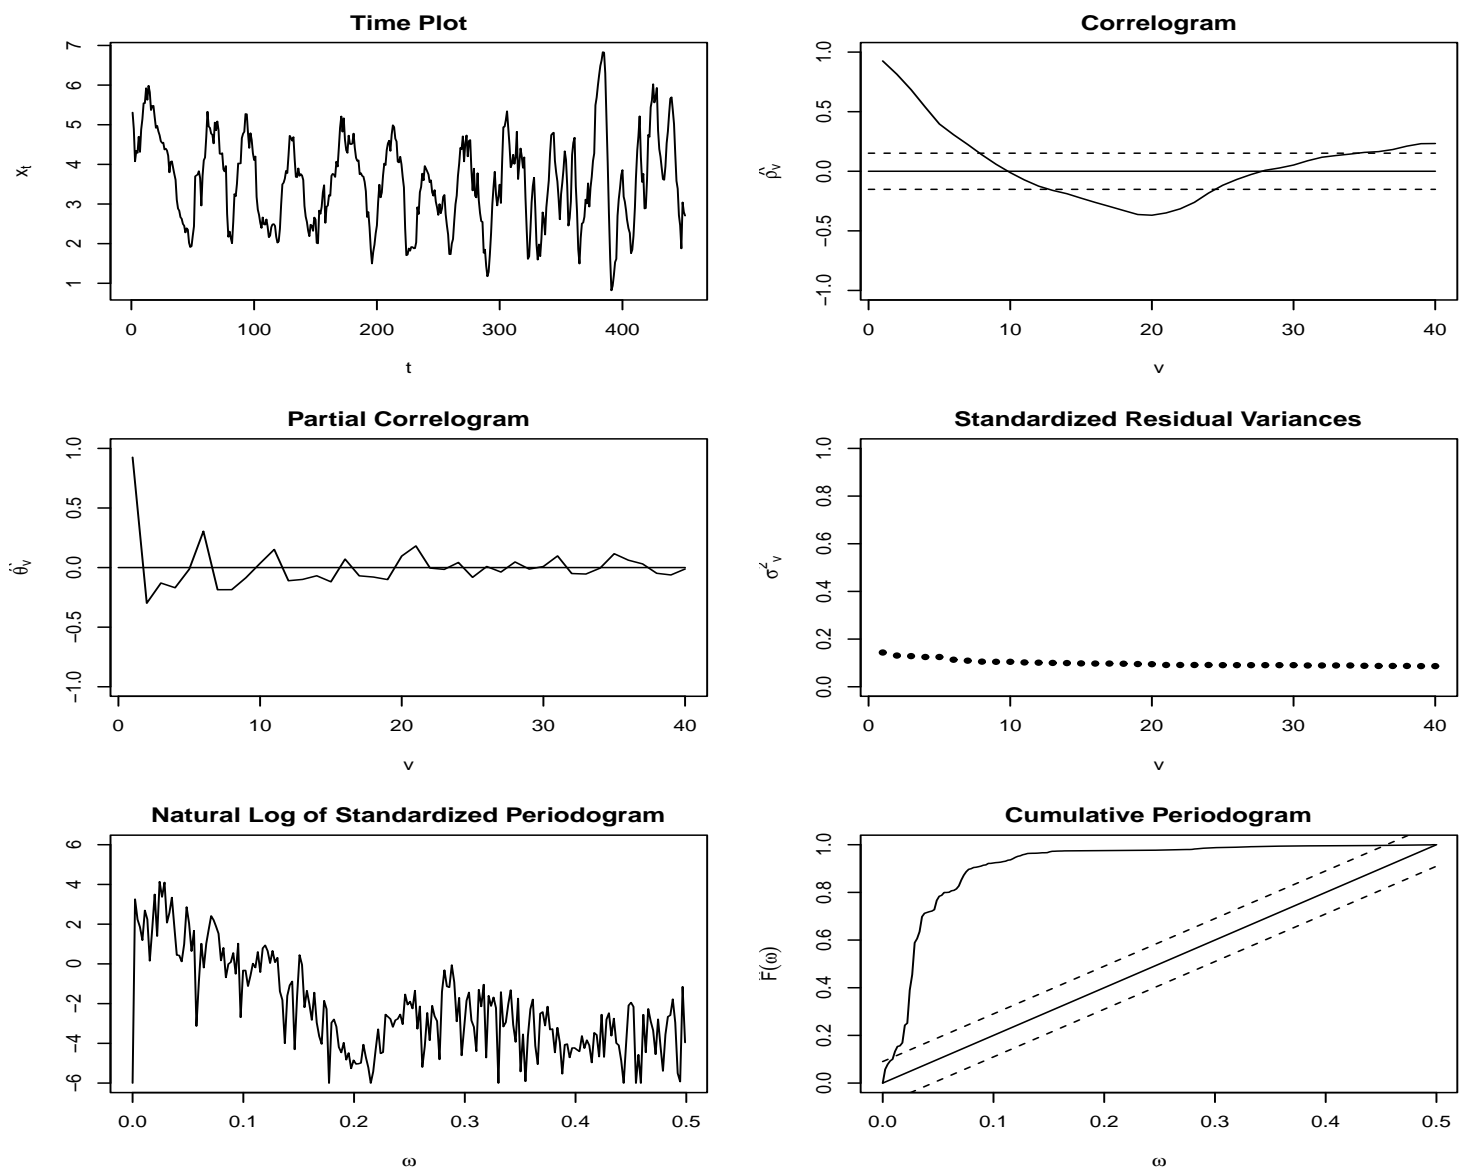 Time Plot
7
6
5
4
3
2
1
xt
0 100 200 300 400
t
Correlogram
1.0
0.5
0.0
−0.5
−1.0
ρ̂v
0 10 20 30 40
v
Partial Correlogram
1.0
0.5
0.0
−0.5
−1.0
θ̂v
0 10 20 30 40
v
Standardized Residual Variances
1.0
0.8
0.6
0.4
0.2
0.0
σ̂²v
0 10 20 30 40
v
Natural Log of Standardized Periodogram
6
4
2
0
−2
−4
−6
0.0 0.1 0.2 0.3 0.4 0.5
ω
Cumulative Periodogram
1.0
0.8
0.6
0.4
0.2
0.0
F̂(ω)
0.0 0.1 0.2 0.3 0.4 0.5
ω